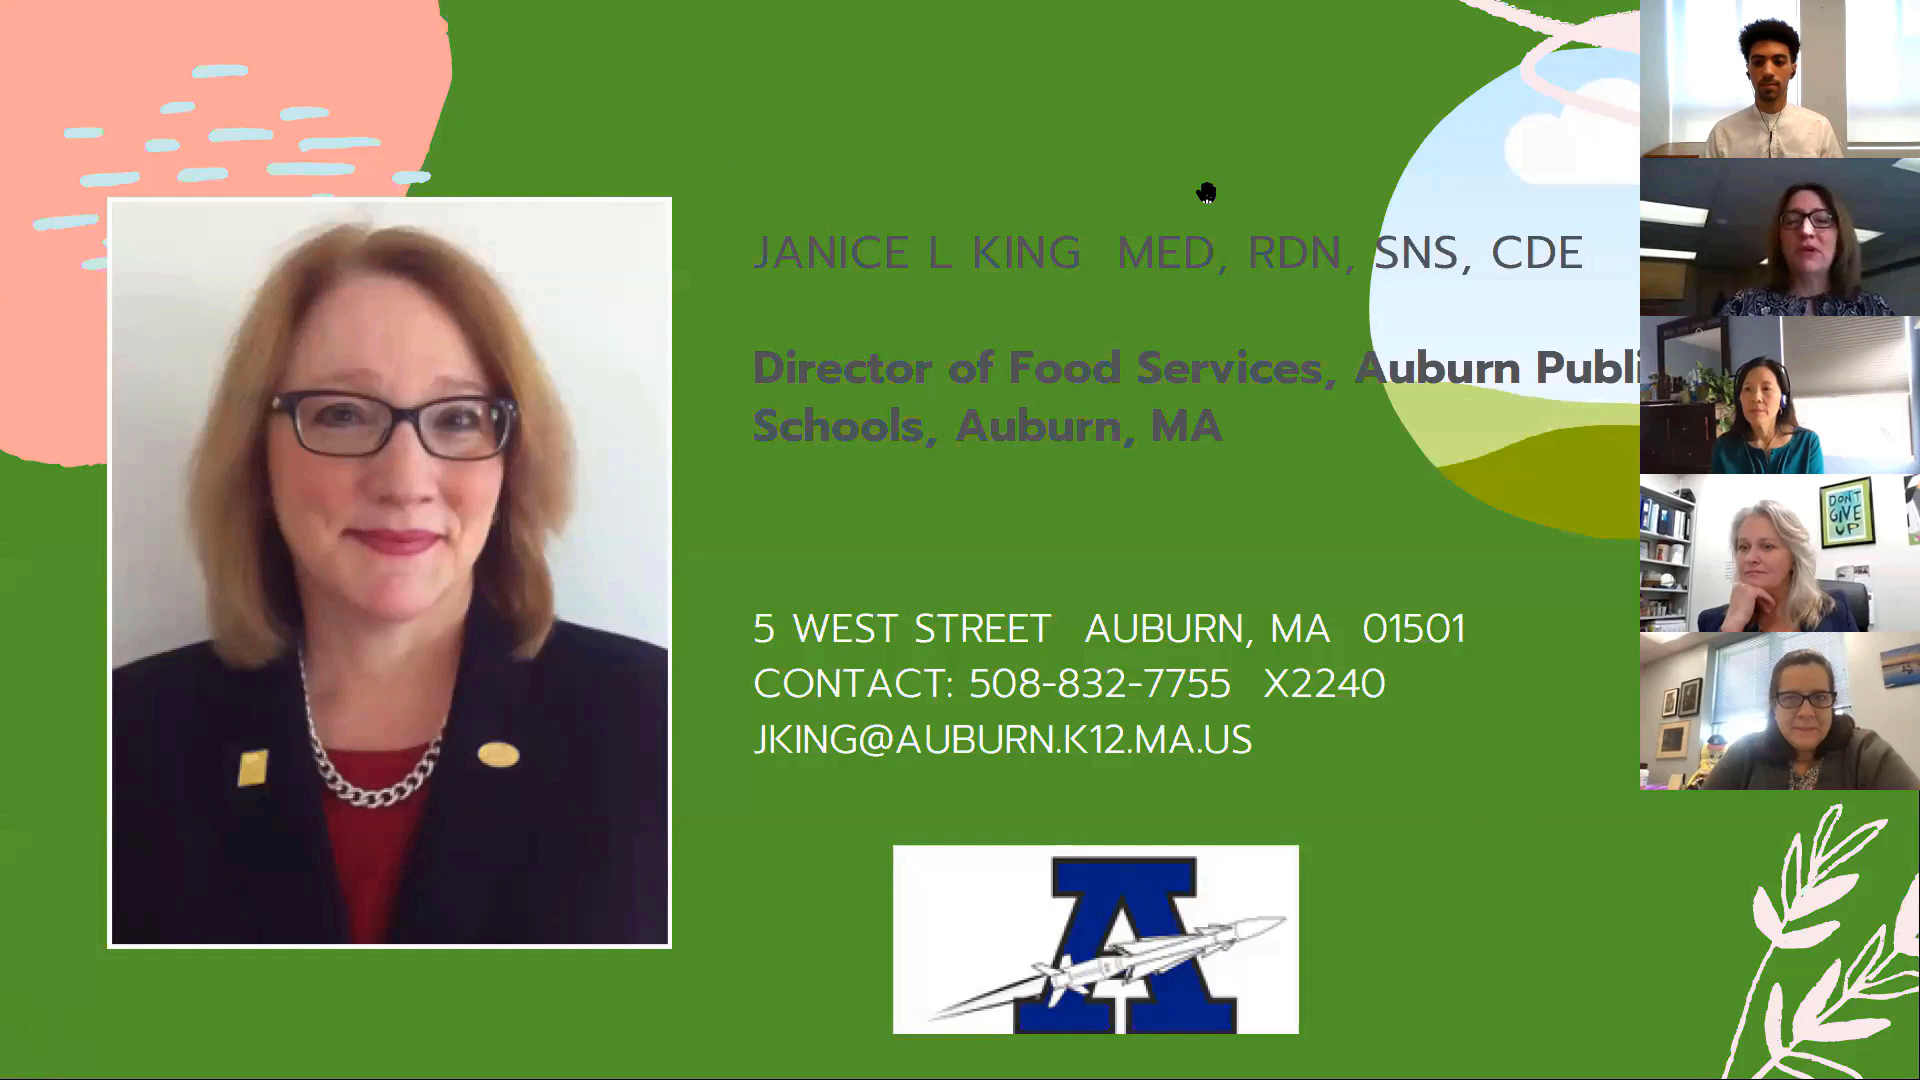 JANICE L KING MED, RDN, SNS, CDE
Director of Food Services, Auburn Publi
Schools, Auburn, MA
5 WEST STREET AUBURN, MA 01501
CONTACT: 508-832-7755 X2240
JKING@AUBURN.K12.MA.US
A
DON'T
GIVE
UP